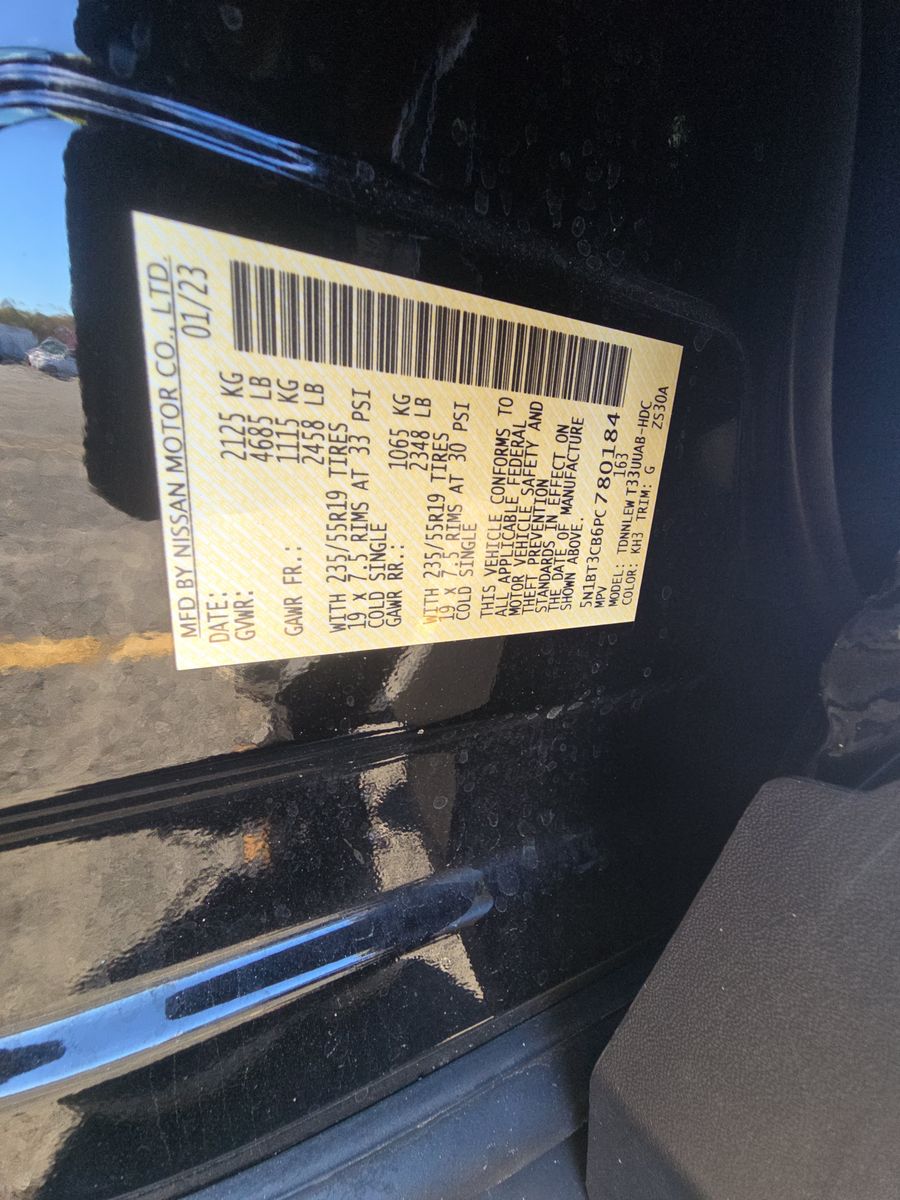 MFD BY NISSAN MOTOR CO., LTD.
DATE: 01/23
GVWR: 2125 KG
4685 LB
GAWR FR.: 1115 KG
2458 LB
WITH 235/55R19 TIRES
19 X 7.5 RIMS AT 33 PSI
COLD SINGLE
GAWR RR.: 1065 KG
2348 LB
WITH 235/55R19 TIRES
19 X 7.5 RIMS AT 30 PSI
COLD SINGLE
THIS VEHICLE CONFORMS TO
ALL APPLICABLE FEDERAL
MOTOR VEHICLE SAFETY AND
THEFT PREVENTION
STANDARDS IN EFFECT ON
THE DATE OF MANUFACTURE
SHOWN ABOVE.
5N1BT3CB6PC780184
MPV 163
MODEL: TDNNLEWT33UUAB-HDC
COLOR: KH3 TRIM: G ZS30A